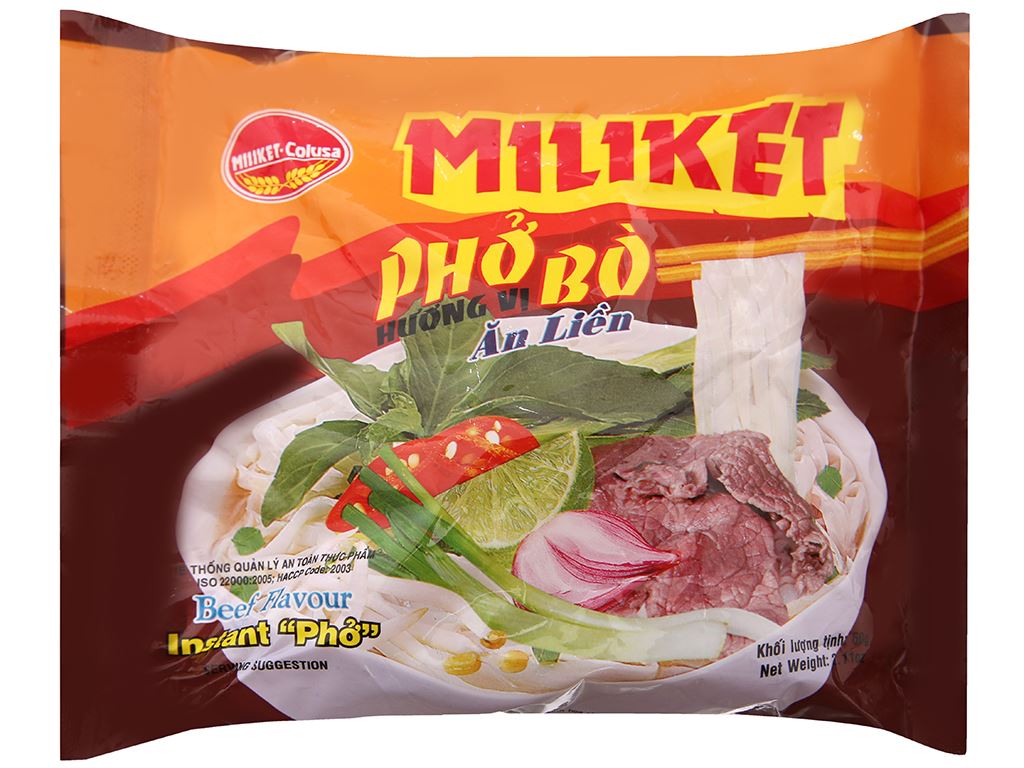 MILIKET-Colusa
MILIKET
PHỞ BÒ
HƯƠNG VỊ
Ăn Liền
THỐNG QUẢN LÝ AN TOÀN THỰC PHẨM
ISO 22000:2005; HACCP Code: 2003
Beef Flavour
Instant "Phở"
SERVING SUGGESTION
Khối lượng tịnh:
Net Weight: